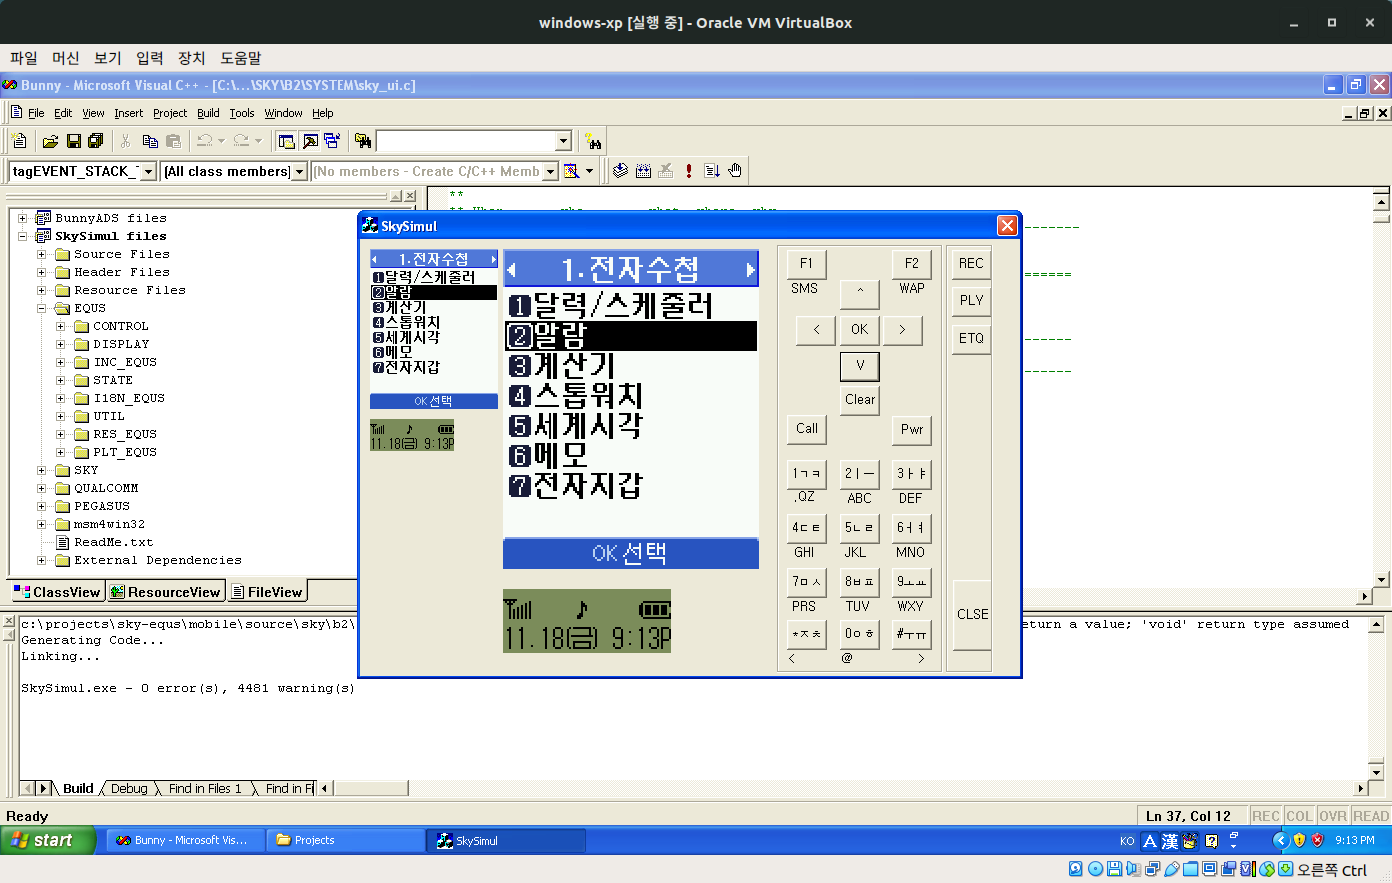 windows-xp [실행 중] - Oracle VM VirtualBox
파일 머신 보기 입력 장치 도움말
Bunny - Microsoft Visual C++ - [C:\...\SKY\B2\SYSTEM\sky_ui.c]
File Edit View Insert Project Build Tools Window Help
tagEVENT_STACK_ [All class members] (No members - Create C/C++ Memb
**
BunnyADS files
SkySimul files
Source Files
Header Files
Resource Files
EQUS
CONTROL
DISPLAY
INC_EQUS
STATE
I18N_EQUS
UTIL
RES_EQUS
PLT_EQUS
SKY
QUALCOMM
PEGASUS
msm4win32
ReadMe.txt
External Dependencies
ClassView ResourceView FileView
SkySimul
1.전자수첩
1 달력/스케줄러
2 알람
3 계산기
4 스톱워치
5 세계시각
6 메모
7 전자지갑
OK 선택
11.18(금) 9:13P
1.전자수첩
1 달력/스케줄러
2 알람
3 계산기
4 스톱워치
5 세계시각
6 메모
7 전자지갑
OK 선택
11.18(금) 9:13P
F1 F2
SMS WAP
^
< OK >
V
Clear
Call Pwr
1ㄱㅋ 2ㅣㅡ 3ㅏㅑ
.QZ ABC DEF
4ㄷㅌ 5ㄴㄹ 6ㅓㅕ
GHI JKL MNO
7ㅁㅅ 8ㅂㅍ 9ㅗㅛ
PRS TUV WXY
*ㅈㅊ 0ㅇㅎ #ㅜㅠ
< @ >
REC
PLY
ETQ
CLSE
c:\projects\sky-equs\mobile\source\sky\b2\ eturn a value; 'void' return type assumed
Generating Code...
Linking...
SkySimul.exe - 0 error(s), 4481 warning(s)
Build Debug Find in Files 1 Find in Fi
Ready Ln 37, Col 12 REC COL OVR READ
start Bunny - Microsoft Vis... Projects SkySimul KO A 漢 9:13 PM
오른쪽 Ctrl